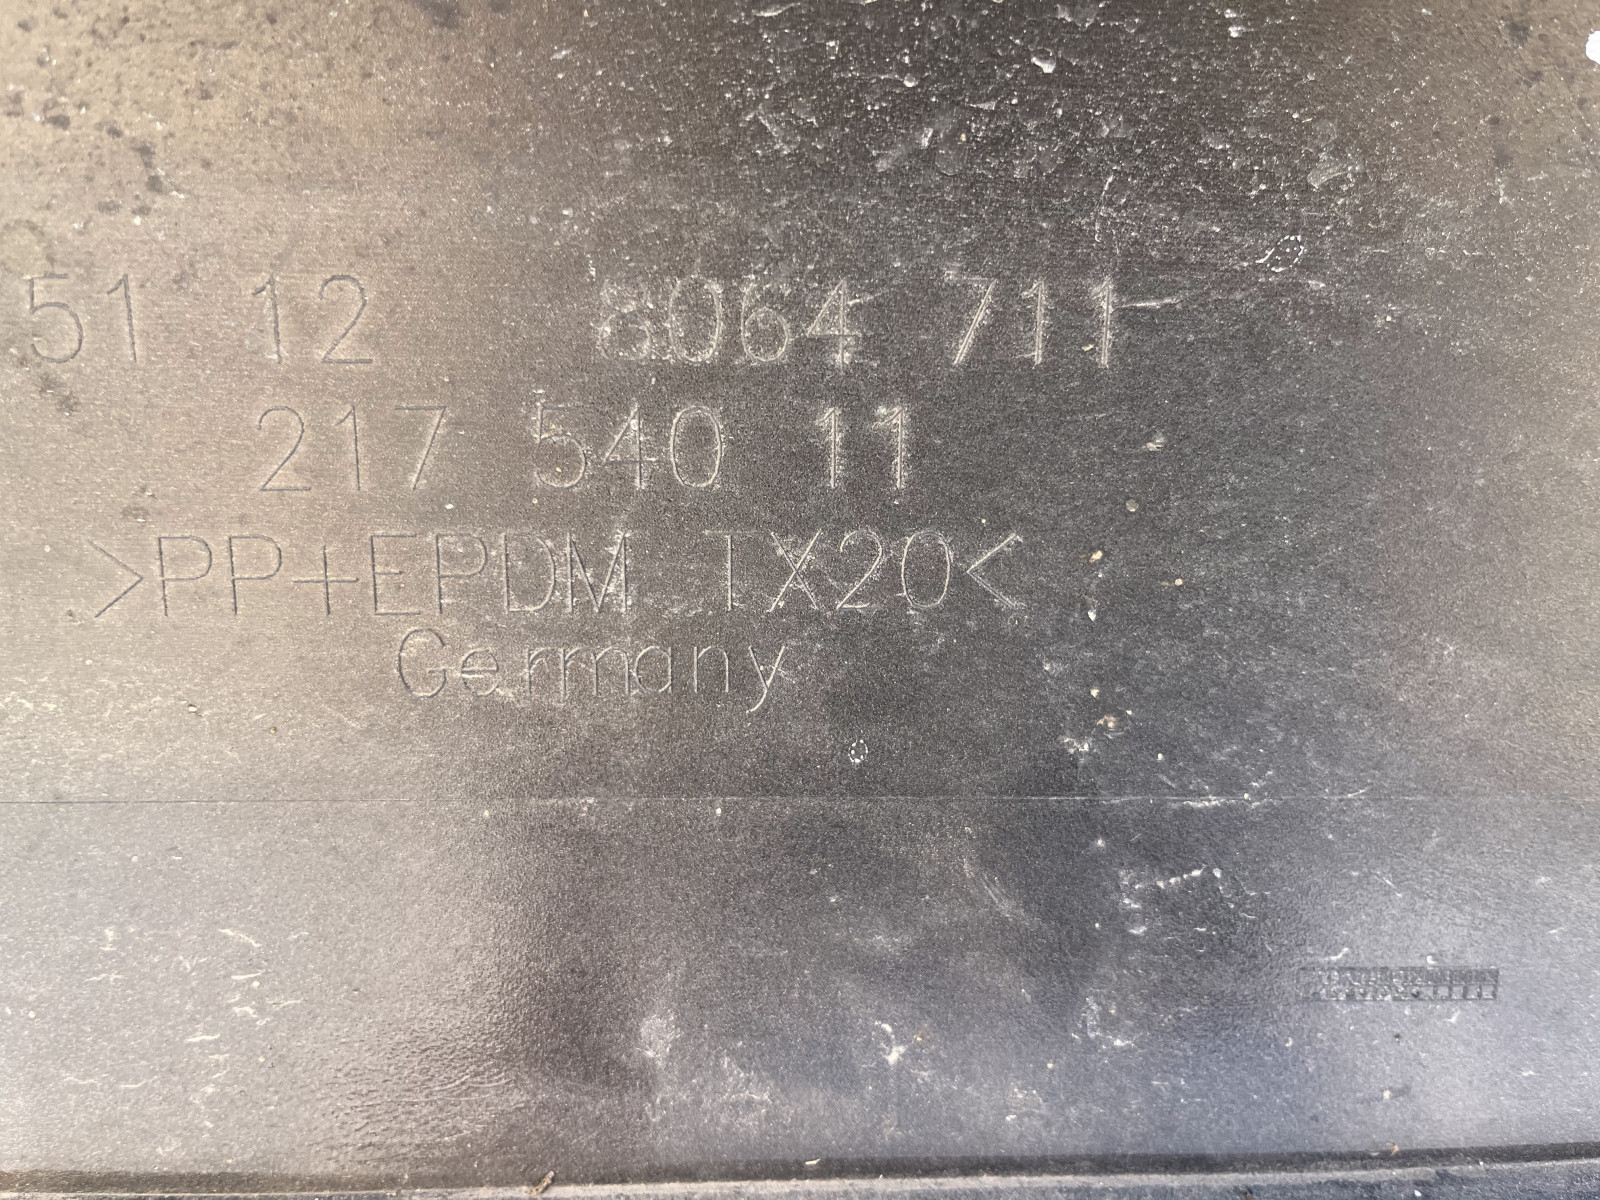 51 12 8064 711
217 540 11
>PP+EPDM TX20<
Germany